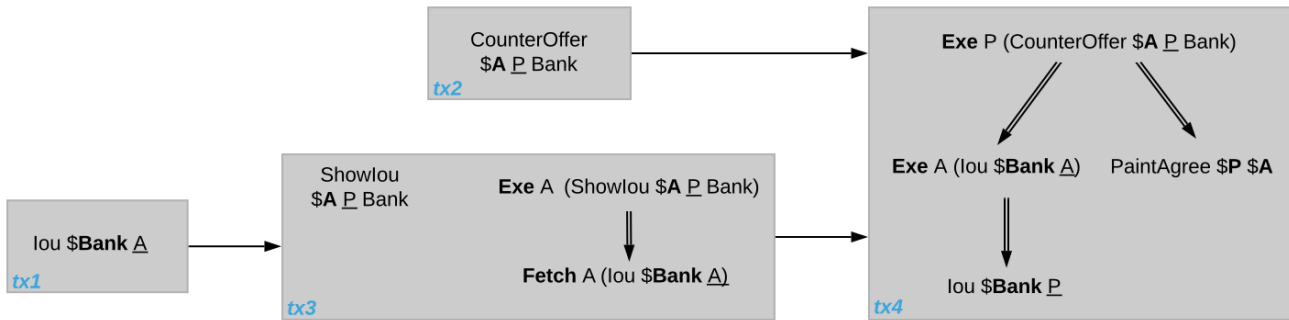 CounterOffer
$A P Bank
tx2
Exe P (CounterOffer $A P Bank)
Exe A (Iou $Bank A)
PaintAgree $P $A
Iou $Bank P
tx4
ShowIou
$A P Bank
Exe A (ShowIou $A P Bank)
Fetch A (Iou $Bank A)
tx3
Iou $Bank A
tx1